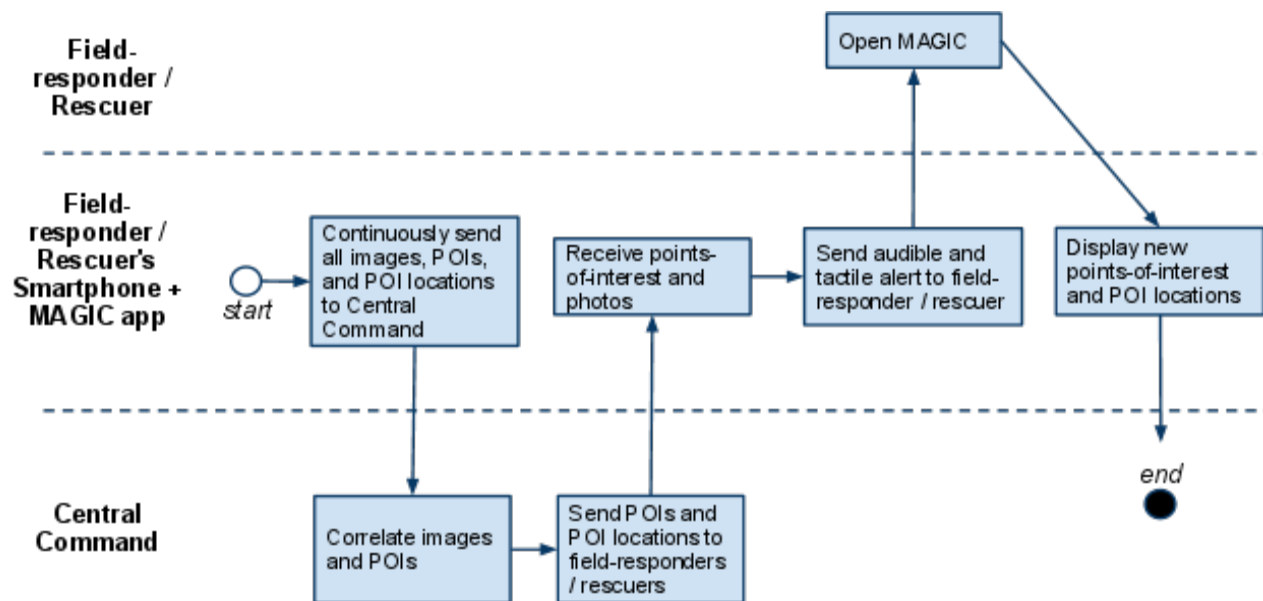 Field-
responder /
Rescuer
Open MAGIC
Field-
responder /
Rescuer's
Smartphone +
MAGIC app
start
Continuously send
all images, POIs,
and POI locations
to Central
Command
Receive points-
of-interest and
photos
Send audible and
tactile alert to field-
responder / rescuer
Display new
points-of-interest
and POI locations
Central
Command
Correlate images
and POIs
Send POIs and
POI locations to
field-responders
/ rescuers
end